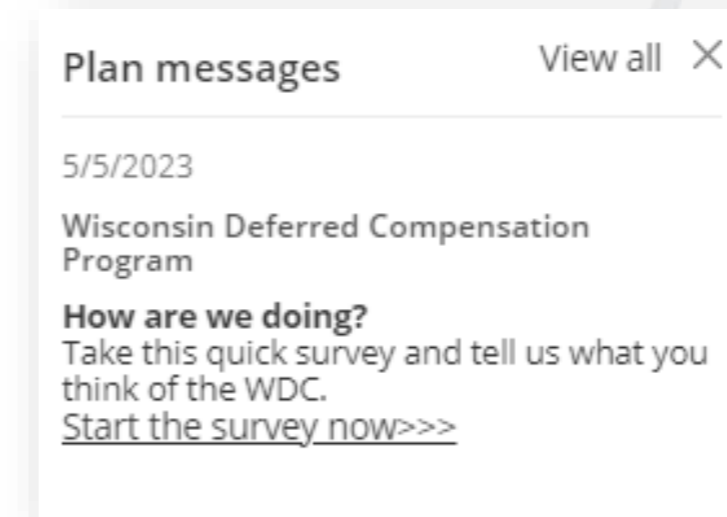 Plan messages View all ×
5/5/2023
Wisconsin Deferred Compensation
Program
How are we doing?
Take this quick survey and tell us what you
think of the WDC.
Start the survey now>>>